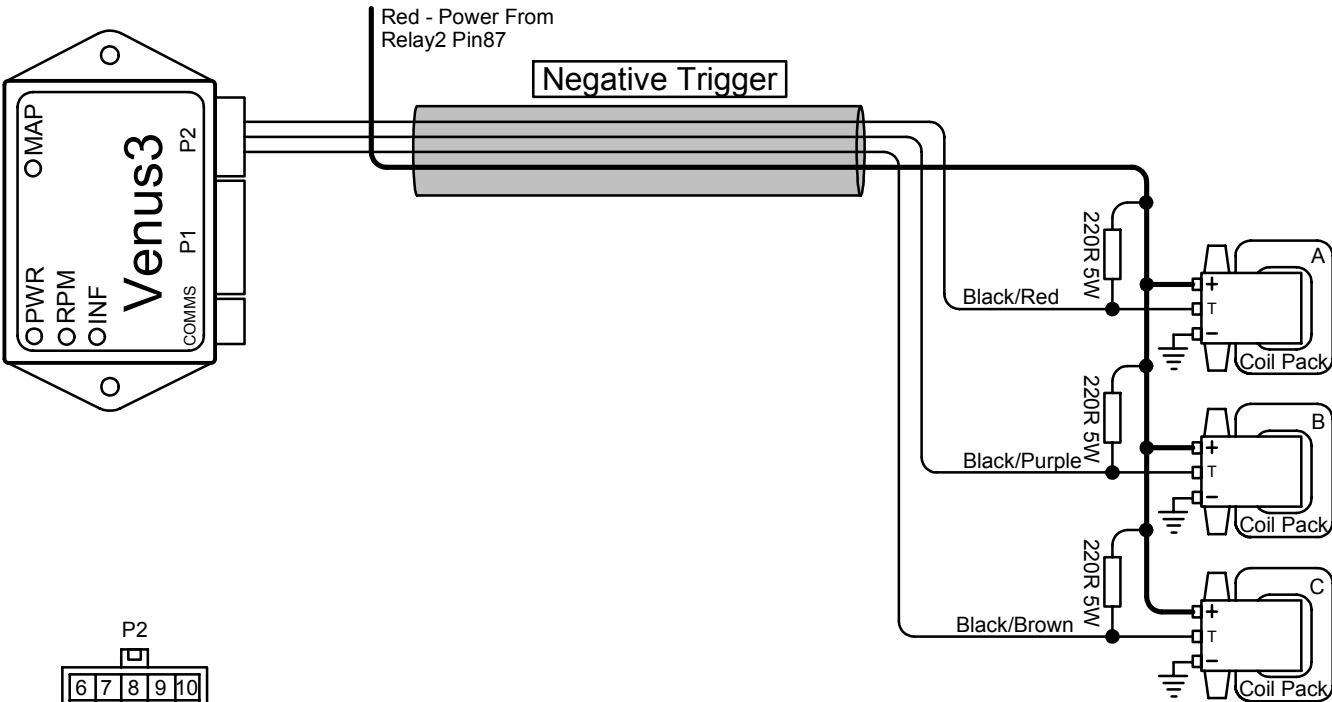 Red - Power From
Relay2 Pin87
Negative Trigger
MAP
PWR
RPM
INF
Venus3
P2
P1
COMMS
220R 5W
Black/Red
A
+
T
−
Coil Pack
220R 5W
Black/Purple
B
+
T
−
Coil Pack
220R 5W
Black/Brown
C
+
T
−
Coil Pack
P2
6 7 8 9 10